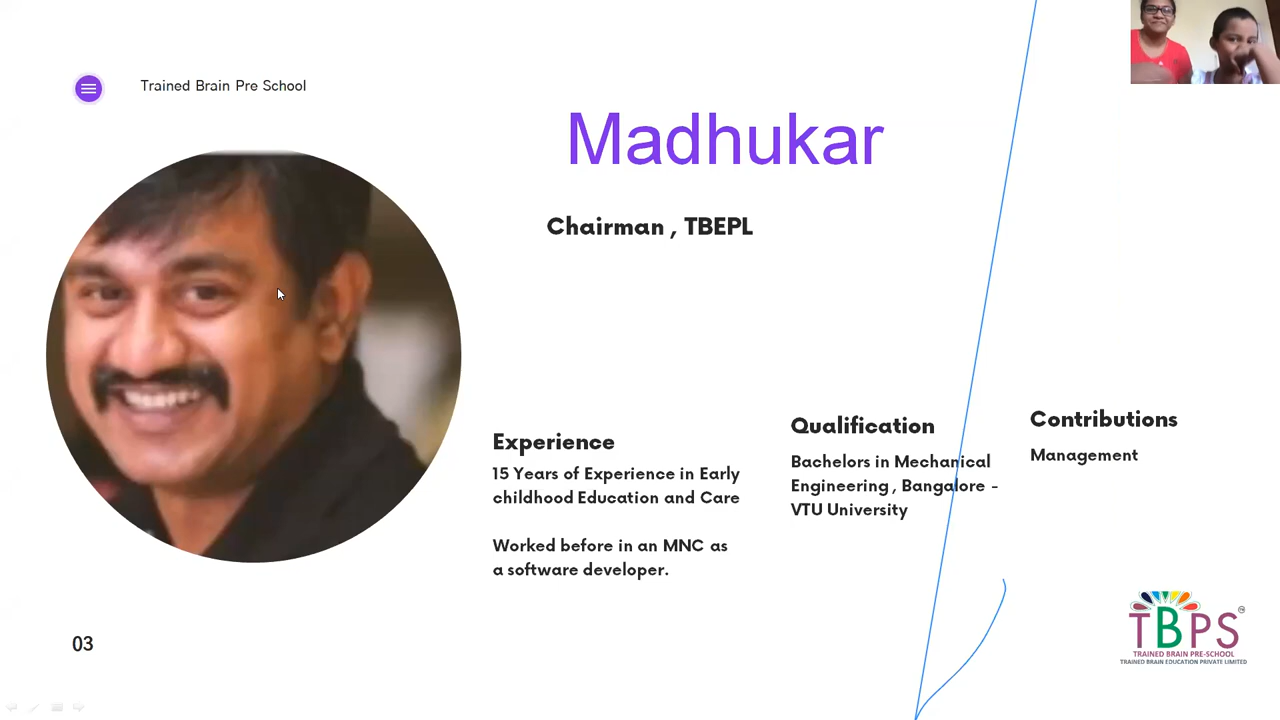 Trained Brain Pre School
Madhukar
Chairman , TBEPL
Experience
15 Years of Experience in Early
childhood Education and Care
Worked before in an MNC as
a software developer.
Qualification
Bachelors in Mechanical
Engineering , Bangalore -
VTU University
Contributions
Management
03
TBPS
TRAINED BRAIN PRE-SCHOOL
TRAINED BRAIN EDUCATION PRIVATE LIMITED